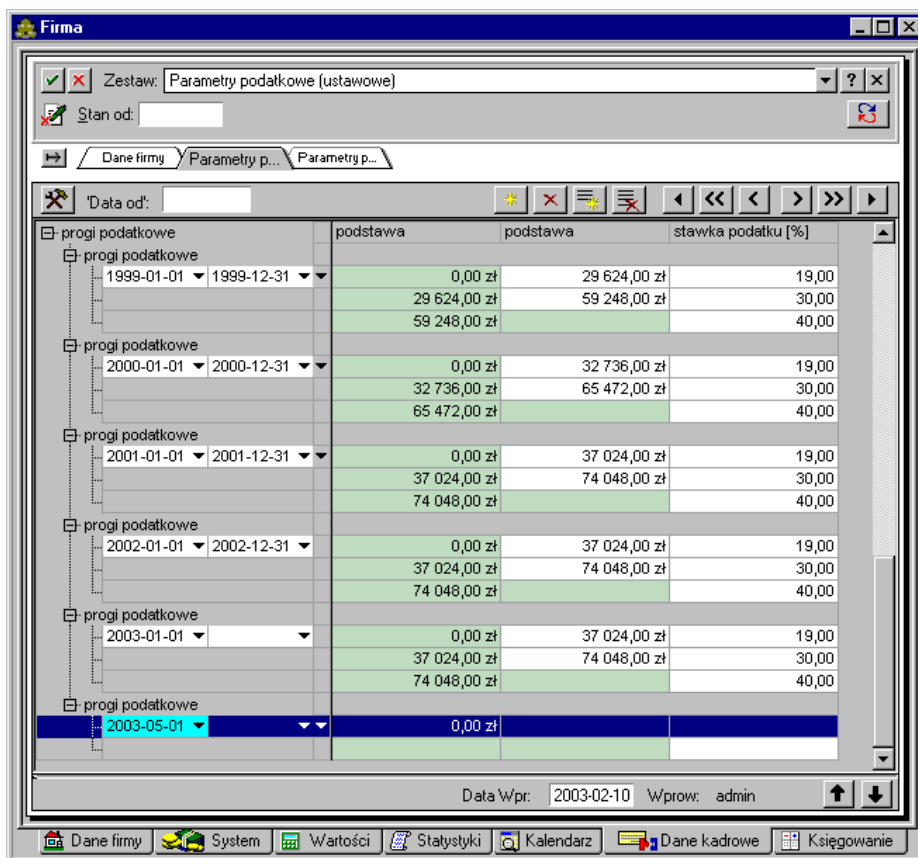 Firma
Zestaw: Parametry podatkowe (ustawowe)
?
Stan od:
Dane firmy Parametry p... Parametry p...
'Data od':
progi podatkowe podstawa podstawa stawka podatku [%]
progi podatkowe
1999-01-01 1999-12-31 0,00 zł 29 624,00 zł 19,00
29 624,00 zł 59 248,00 zł 30,00
59 248,00 zł 40,00
progi podatkowe
2000-01-01 2000-12-31 0,00 zł 32 736,00 zł 19,00
32 736,00 zł 65 472,00 zł 30,00
65 472,00 zł 40,00
progi podatkowe
2001-01-01 2001-12-31 0,00 zł 37 024,00 zł 19,00
37 024,00 zł 74 048,00 zł 30,00
74 048,00 zł 40,00
progi podatkowe
2002-01-01 2002-12-31 0,00 zł 37 024,00 zł 19,00
37 024,00 zł 74 048,00 zł 30,00
74 048,00 zł 40,00
progi podatkowe
2003-01-01 0,00 zł 37 024,00 zł 19,00
37 024,00 zł 74 048,00 zł 30,00
74 048,00 zł 40,00
progi podatkowe
2003-05-01 0,00 zł
Data Wpr: 2003-02-10 Wprow: admin
Dane firmy System Wartości Statystyki Kalendarz Dane kadrowe Księgowanie